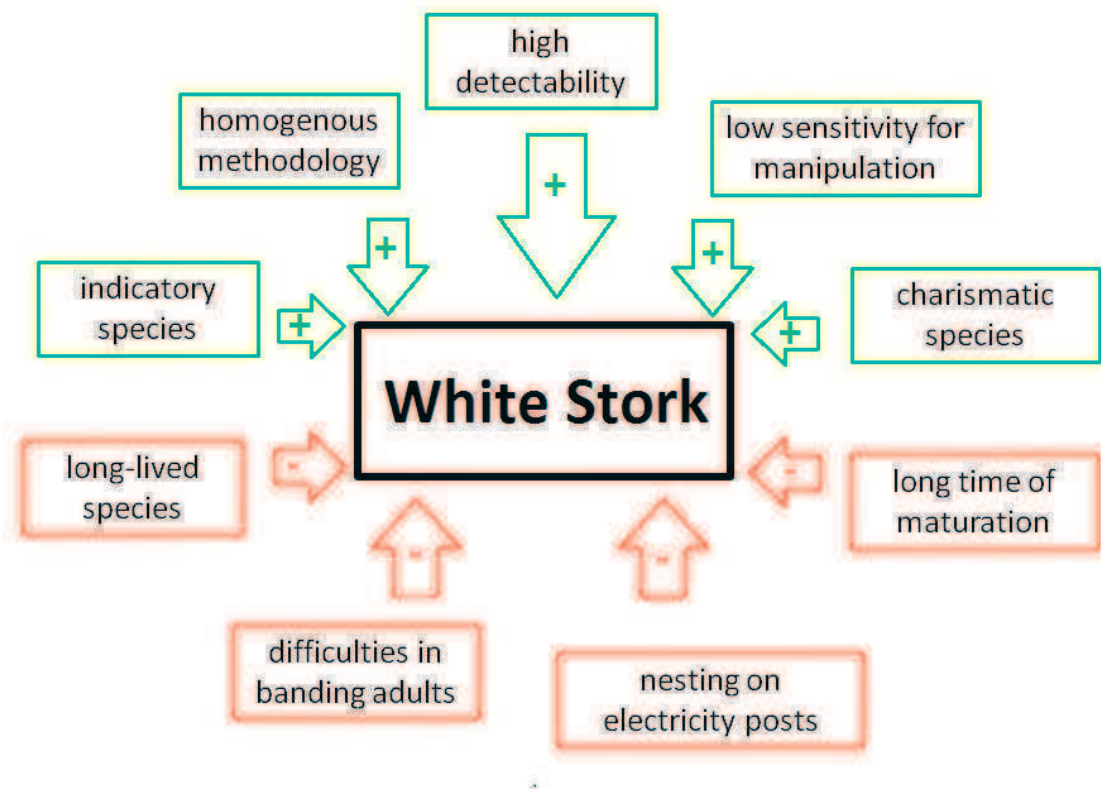 high
detectability
homogenous
methodology
low sensitivity for
manipulation
+
+
+
indicatory
species
+
+
charismatic
species
White Stork
long-lived
species
-
-
long time of
maturation
-
-
difficulties in
banding adults
nesting on
electricity posts